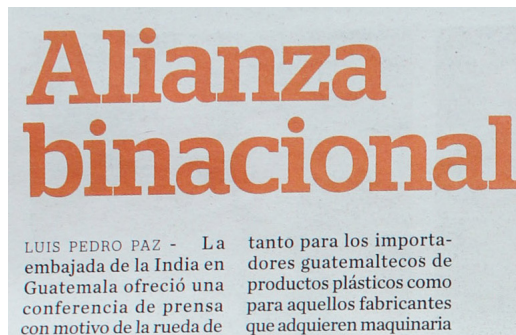 Alianza
binacional
LUIS PEDRO PAZ - La
embajada de la India en
Guatemala ofreció una
conferencia de prensa
con motivo de la rueda de
tanto para los importa-
dores guatemaltecos de
productos plásticos como
para aquellos fabricantes
que adquieren maquinaria